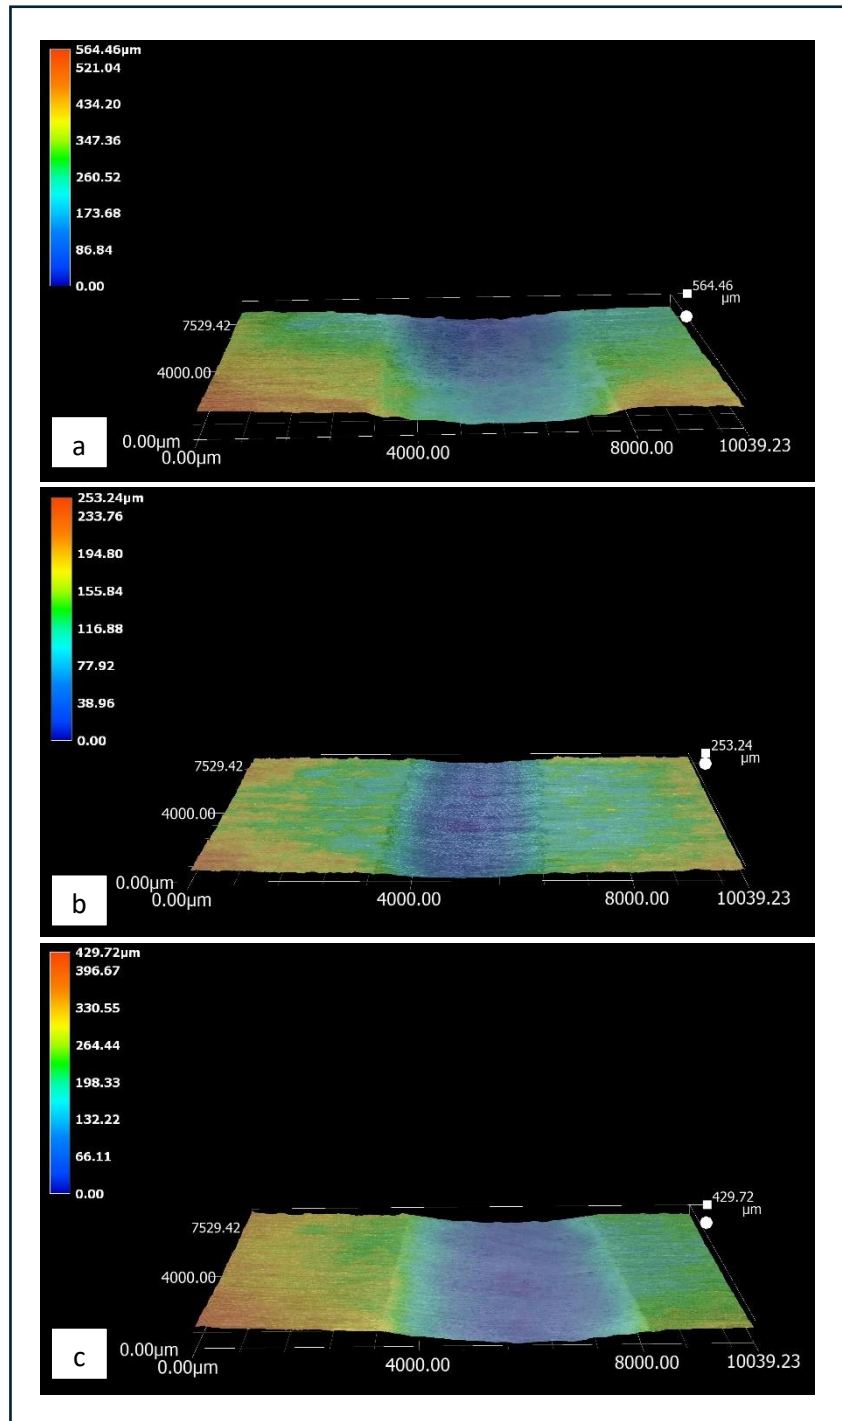 564.46µm
521.04
434.20
347.36
260.52
173.68
86.84
0.00
564.46
µm
7529.42
4000.00
0.00µm
0.00µm
4000.00
8000.00
10039.23
a
253.24µm
233.76
194.80
155.84
116.88
77.92
38.96
0.00
253.24
µm
7529.42
4000.00
0.00µm
0.00µm
4000.00
8000.00
10039.23
b
429.72µm
396.67
330.55
264.44
198.33
132.22
66.11
0.00
429.72
µm
7529.42
4000.00
0.00µm
0.00µm
4000.00
8000.00
10039.23
c